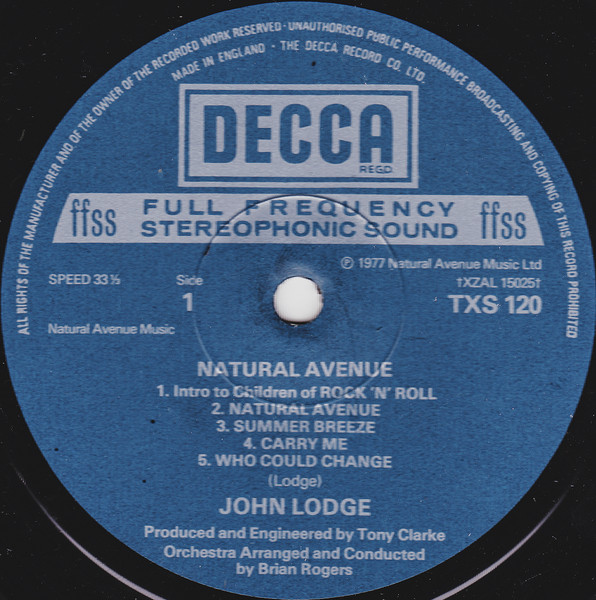 ALL RIGHTS OF THE MANUFACTURER AND OF THE OWNER OF THE RECORDED WORK RESERVED · UNAUTHORISED PUBLIC PERFORMANCE BROADCASTING AND COPYING OF THIS RECORD PROHIBITED
MADE IN ENGLAND · THE DECCA RECORD CO. LTD.
DECCA
REGD.
ffss FULL FREQUENCY STEREOPHONIC SOUND ffss
℗ 1977 Natural Avenue Music Ltd
SPEED 33⅓ Side †XZAL 15025†
1 TXS 120
Natural Avenue Music
NATURAL AVENUE
1. Intro to Children of ROCK 'N' ROLL
2. NATURAL AVENUE
3. SUMMER BREEZE
4. CARRY ME
5. WHO COULD CHANGE
(Lodge)
JOHN LODGE
Produced and Engineered by Tony Clarke
Orchestra Arranged and Conducted
by Brian Rogers